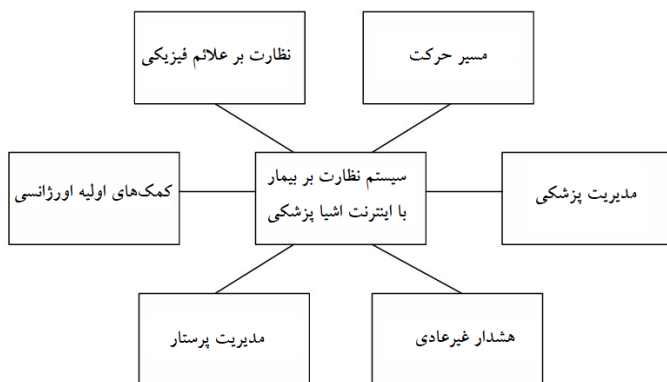 مسیر حرکت
نظارت بر علائم فیزیکی
مدیریت پزشکی
سیستم نظارت بر بیمار
با اینترنت اشیا پزشکی
کمک‌های اولیه اورژانسی
هشدار غیرعادی
مدیریت پرستار